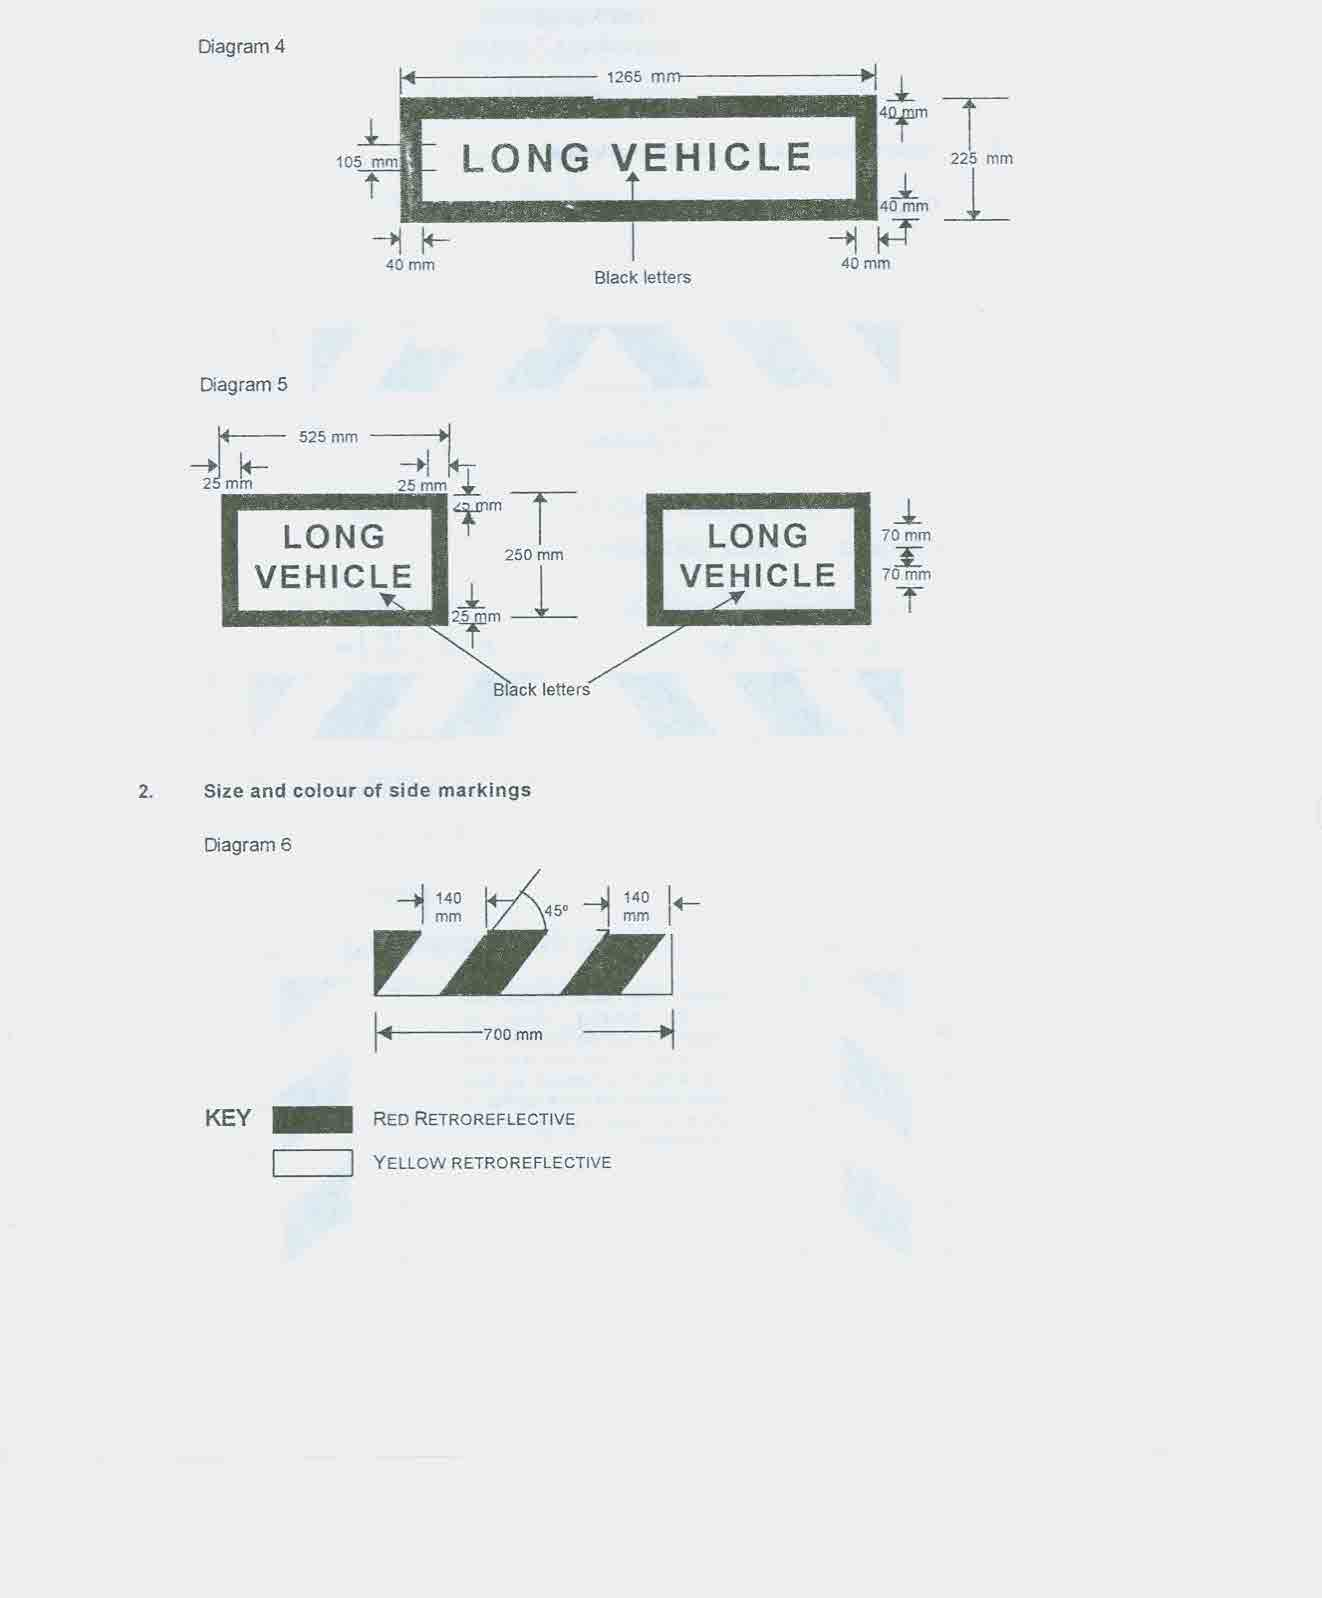 Diagram 4
1265 mm
40 mm
LONG VEHICLE
105 mm
225 mm
40 mm
40 mm
40 mm
Black letters
Diagram 5
525 mm
25 mm
25 mm
25 mm
LONG
VEHICLE
250 mm
LONG
VEHICLE
70 mm
70 mm
25 mm
Black letters
2. Size and colour of side markings
Diagram 6
140
mm
45º
140
mm
700 mm
KEY
RED RETROREFLECTIVE
YELLOW RETROREFLECTIVE